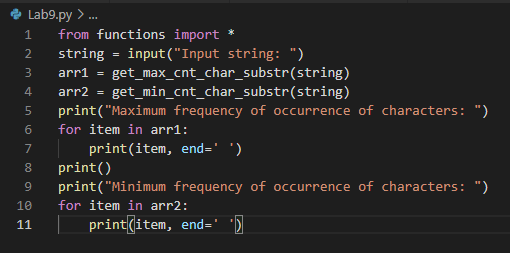 Lab9.py > ...
1 from functions import *
2 string = input("Input string: ")
3 arr1 = get_max_cnt_char_substr(string)
4 arr2 = get_min_cnt_char_substr(string)
5 print("Maximum frequency of occurrence of characters: ")
6 for item in arr1:
7     print(item, end=' ')
8 print()
9 print("Minimum frequency of occurrence of characters: ")
10 for item in arr2:
11     print(item, end=' ')